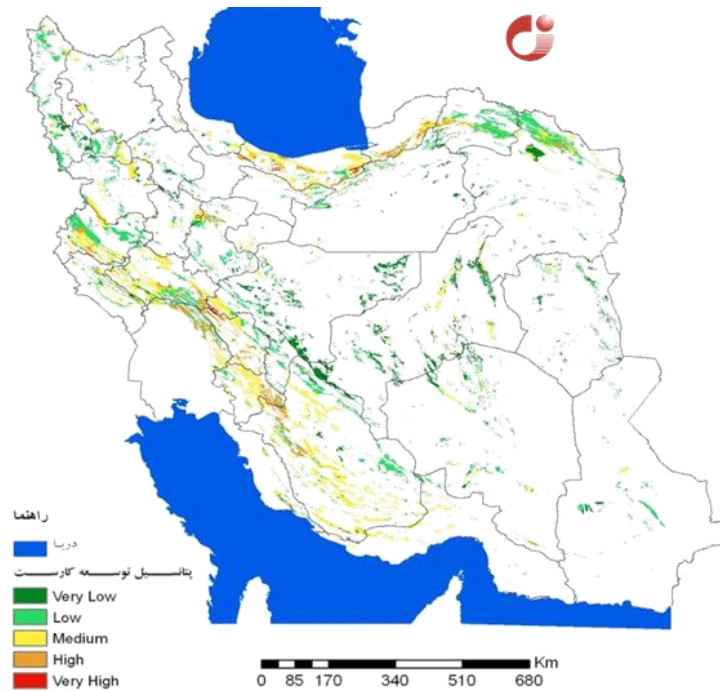 راهنما
دریا
پتانسیل توسعه کارست
Very Low
Low
Medium
High
Very High
Km
0 85 170 340 510 680